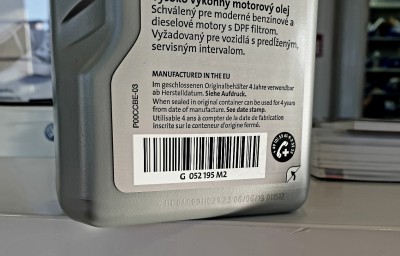 vysoko výkonný motorový olej
Schválený pre moderné benzínové a
dieselové motory s DPF filtrom.
Vyžadovaný pre vozidlá s predĺženým,
servisným intervalom.
MANUFACTURED IN THE EU
Im geschlossenen Originalbehälter 4 Jahre verwendbar
ab Herstelldatum. Siehe Aufdruck.
When sealed in original container can be used for 4 years
from date of manufacture. See date stamp.
Utilisable 4 ans à compter de la date de fabrication
inscrite sur le conteneur d'origine fermé.
P00CCBE-03
G 052 195 M2